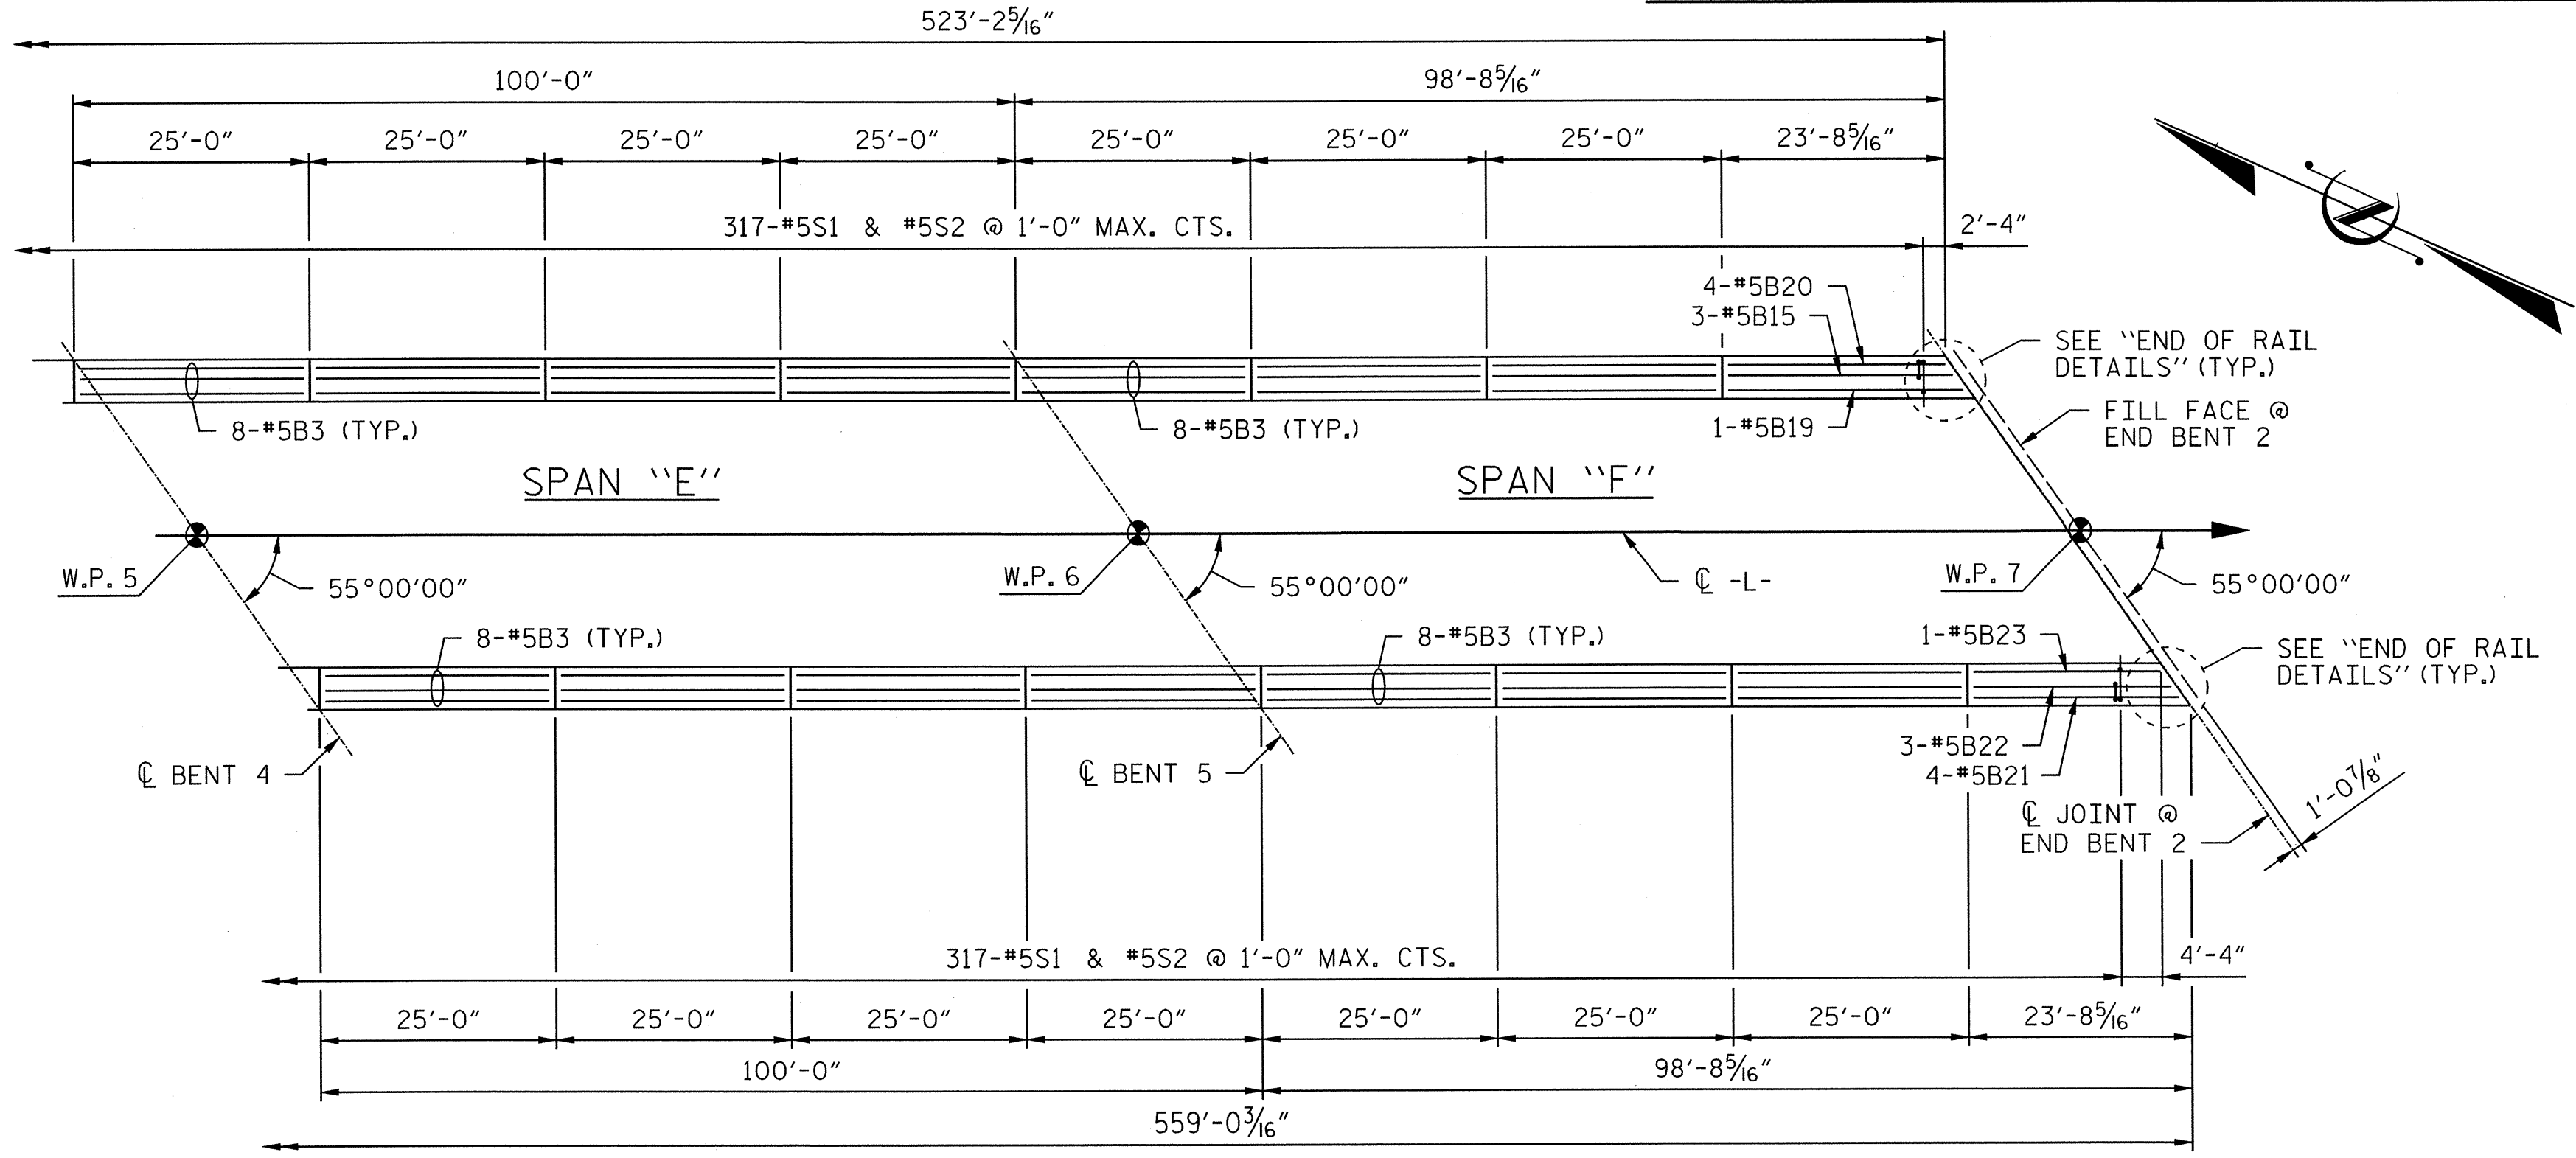 523'-2 5/16"
100'-0"
98'-8 5/16"
25'-0"
25'-0"
25'-0"
25'-0"
25'-0"
25'-0"
25'-0"
23'-8 5/16"
317-#5S1 & #5S2 @ 1'-0" MAX. CTS.
2'-4"
4-#5B20
3-#5B15
1-#5B19
SEE "END OF RAIL
DETAILS" (TYP.)
FILL FACE @
END BENT 2
8-#5B3 (TYP.)
8-#5B3 (TYP.)
SPAN "E"
SPAN "F"
W.P. 5
55°00'00"
W.P. 6
55°00'00"
℄ -L-
W.P. 7
55°00'00"
8-#5B3 (TYP.)
8-#5B3 (TYP.)
1-#5B23
SEE "END OF RAIL
DETAILS" (TYP.)
3-#5B22
4-#5B21
℄ BENT 4
℄ BENT 5
℄ JOINT @
END BENT 2
1'-0 7/8"
317-#5S1 & #5S2 @ 1'-0" MAX. CTS.
4'-4"
25'-0"
25'-0"
25'-0"
25'-0"
25'-0"
25'-0"
25'-0"
23'-8 5/16"
100'-0"
98'-8 5/16"
559'-0 3/16"